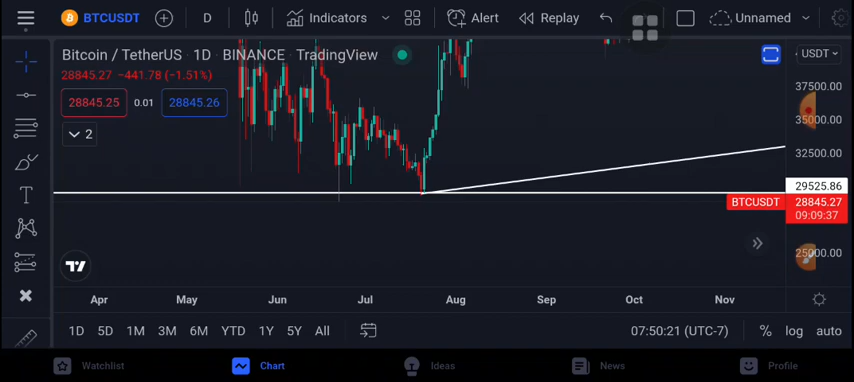 BTCUSDT D Indicators Alert Replay Unnamed
Bitcoin / TetherUS · 1D · BINANCE · TradingView
USDT
28845.27 −441.78 (−1.51%)
28845.25 0.01 28845.26
2
37500.00
35000.00
32500.00
29525.86
BTCUSDT 28845.27
09:09:37
25000.00
Apr May Jun Jul Aug Sep Oct Nov
1D 5D 1M 3M 6M YTD 1Y 5Y All 07:50:21 (UTC-7) % log auto
Watchlist Chart Ideas News Profile